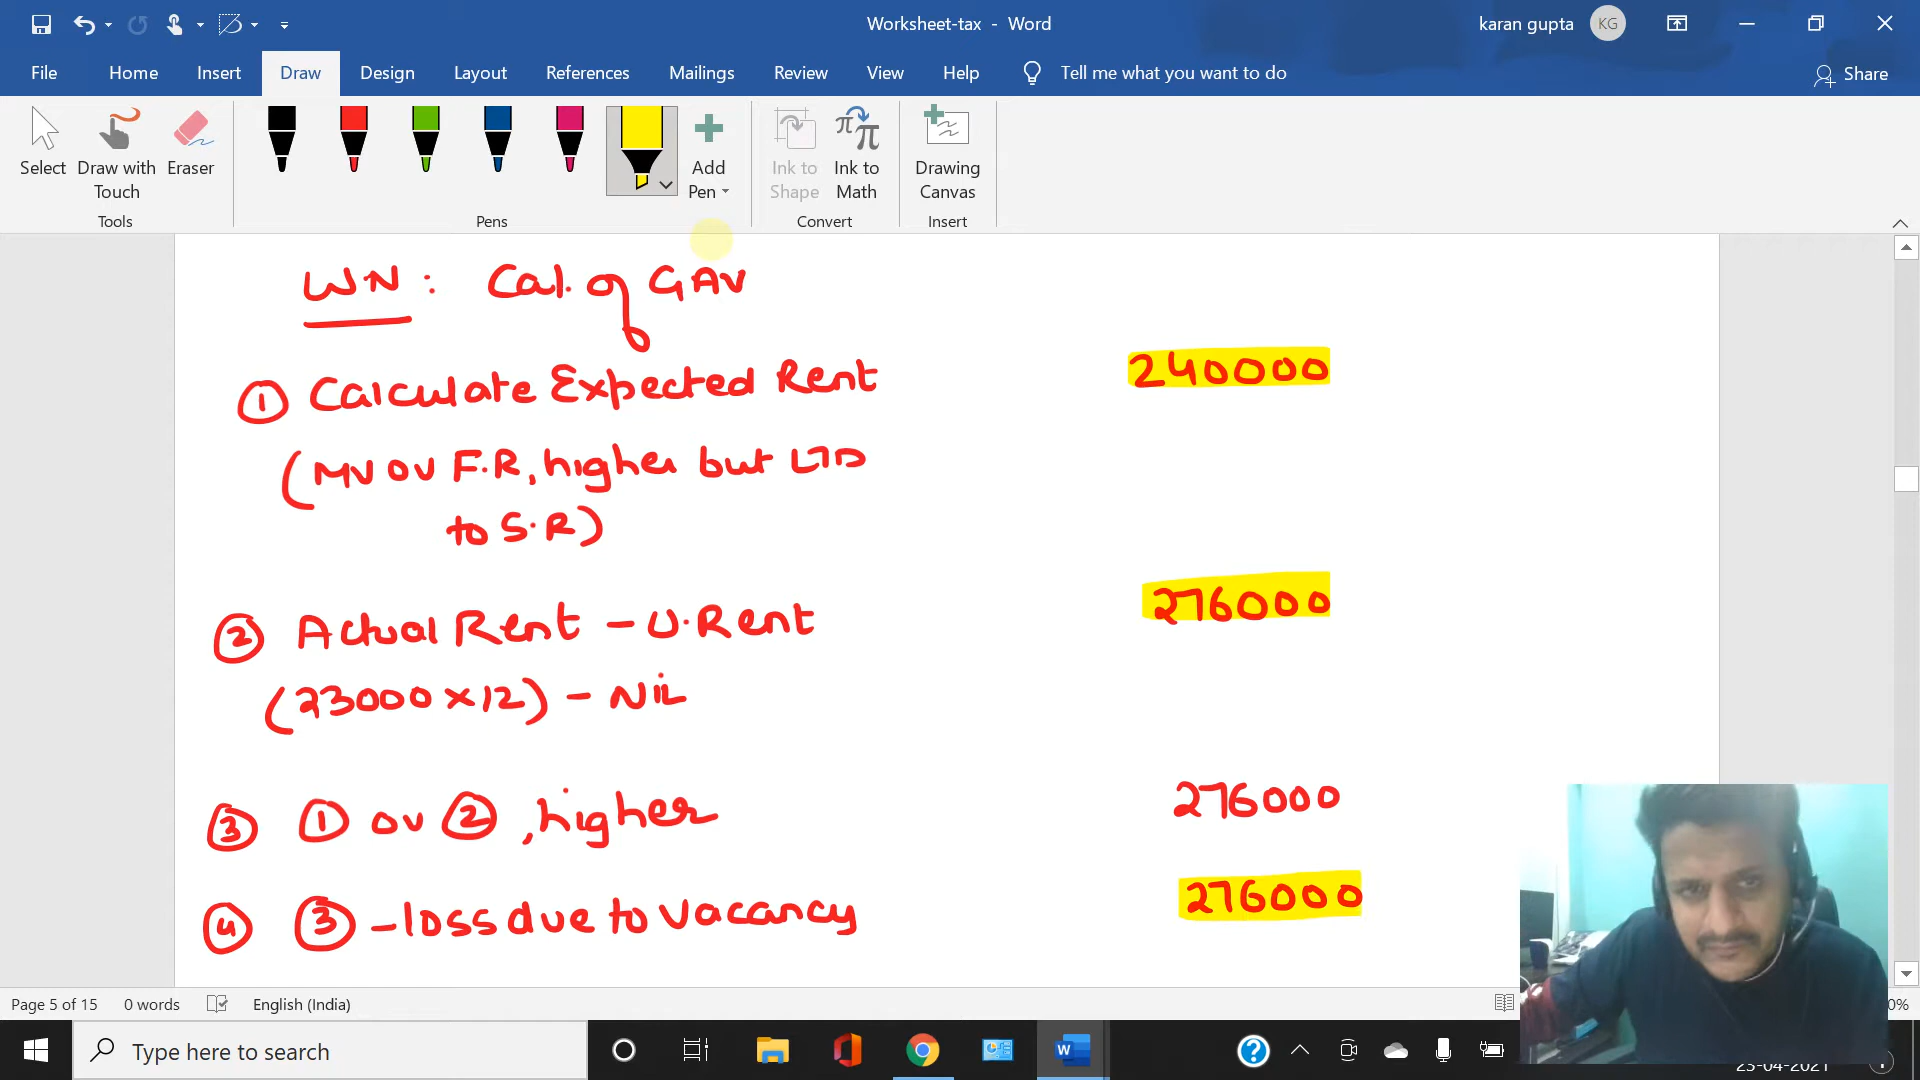 Worksheet-tax - Word
karan gupta
KG
File Home Insert Draw Design Layout References Mailings Review View Help Tell me what you want to do
Share
Select
Draw with Touch
Eraser
Add Pen
Ink to Shape
Ink to Math
Drawing Canvas
Tools
Pens
Convert
Insert
WN : Cal. of GAV
① Calculate Expected Rent 240000
(MV or F.R, higher but LTD
to S.R)
② Actual Rent – U.Rent 276000
(23000 × 12) – NIL
③ ① or ② , higher 276000
④ ③ – loss due to vacancy 276000
Page 5 of 15 0 words English (India)
0%
Type here to search
W
23-04-2021